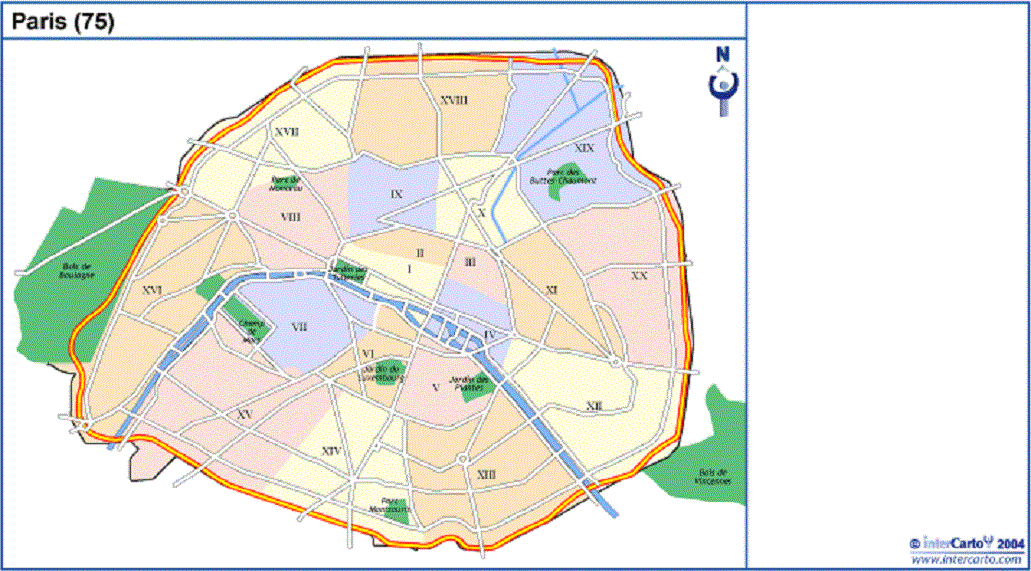 Paris (75)
N
XVIII
XVII
XIX
Parc de
Monceau
Parc des
Buttes-Chaumont
IX
VIII
X
II
I
III
Jardin des
Bois de
Boulogne
XX
XVI
XI
Champ
de
Mars
VII
IV
VI
Jardin du
Luxembourg
V
Jardin des
Plantes
XV
XII
XIV
XIII
Bois de
Vincennes
Parc
Montsouris
© interCarto 2004
www.intercarto.com